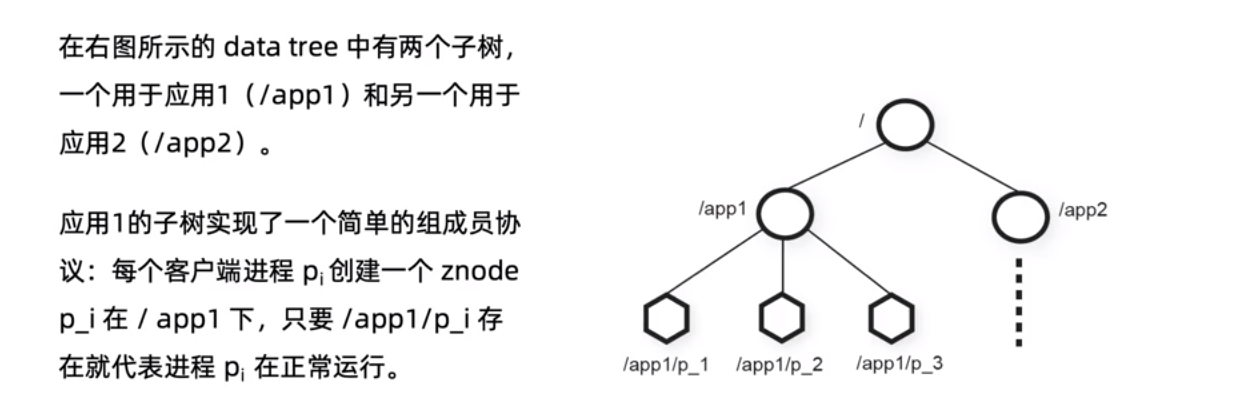 在右图所示的 data tree 中有两个子树，
一个用于应用1（/app1）和另一个用于
应用2（/app2）。
应用1的子树实现了一个简单的组成员协
议：每个客户端进程 pi 创建一个 znode
p_i 在 / app1 下，只要 /app1/p_i 存
在就代表进程 pi 在正常运行。
/
/app1
/app2
/app1/p_1
/app1/p_2
/app1/p_3